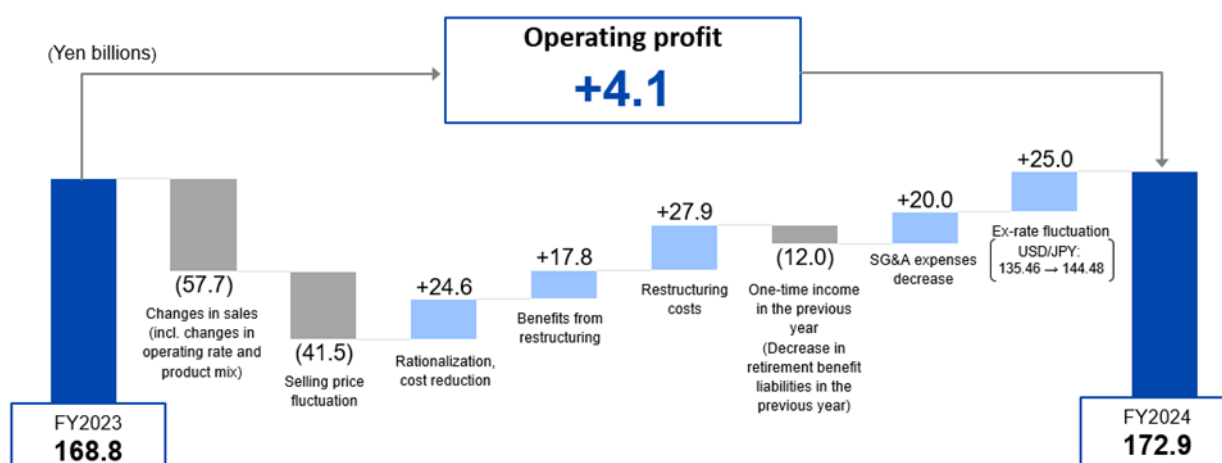 (Yen billions)
Operating profit
+4.1
FY2023
168.8
(57.7)
Changes in sales
(incl. changes in
operating rate and
product mix)
(41.5)
Selling price
fluctuation
+24.6
Rationalization,
cost reduction
+17.8
Benefits from
restructuring
+27.9
Restructuring
costs
(12.0)
One-time income
in the previous
year
(Decrease in
retirement benefit
liabilities in the
previous year)
+20.0
SG&A expenses
decrease
+25.0
Ex-rate fluctuation
USD/JPY:
135.46 → 144.48
FY2024
172.9